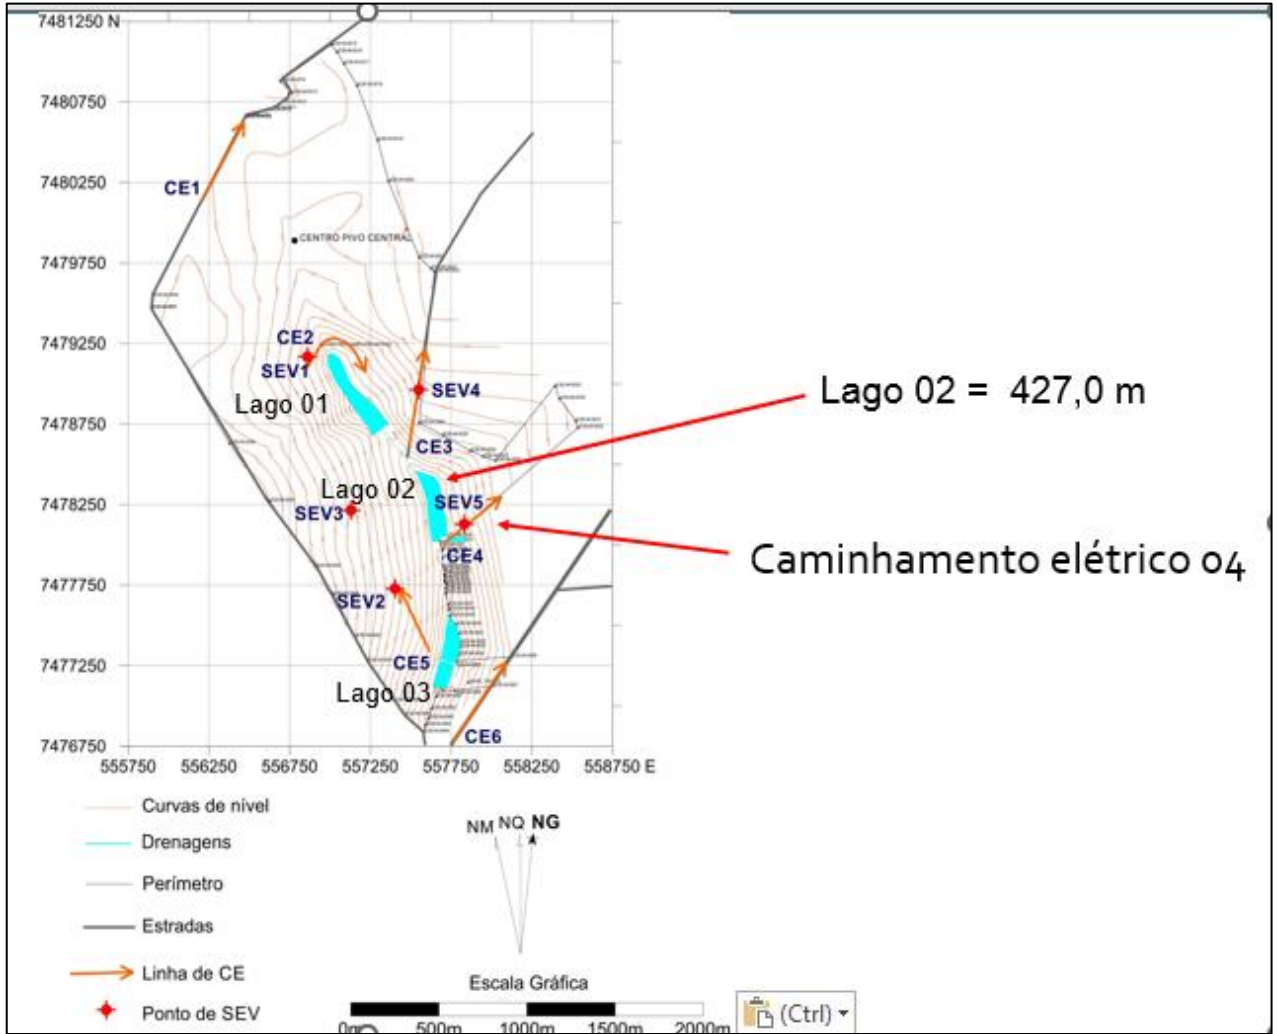 7481250 N
7480750
CE1
7480250
CENTRO PIVO CENTRAL
7479750
CE2
7479250
SEV1
SEV4
Lago 01
Lago 02 = 427,0 m
7478750
CE3
Lago 02
SEV5
7478250
SEV3
CE4
Caminhamento elétrico 04
7477750
SEV2
7477250
CE5
Lago 03
CE6
7476750
555750 556250 556750 557250 557750 558250 558750 E
Curvas de nível
NM NQ NG
Drenagens
Perímetro
Estradas
Linha de CE
Escala Gráfica
Ponto de SEV
0m 500m 1000m 1500m 2000m
(Ctrl)